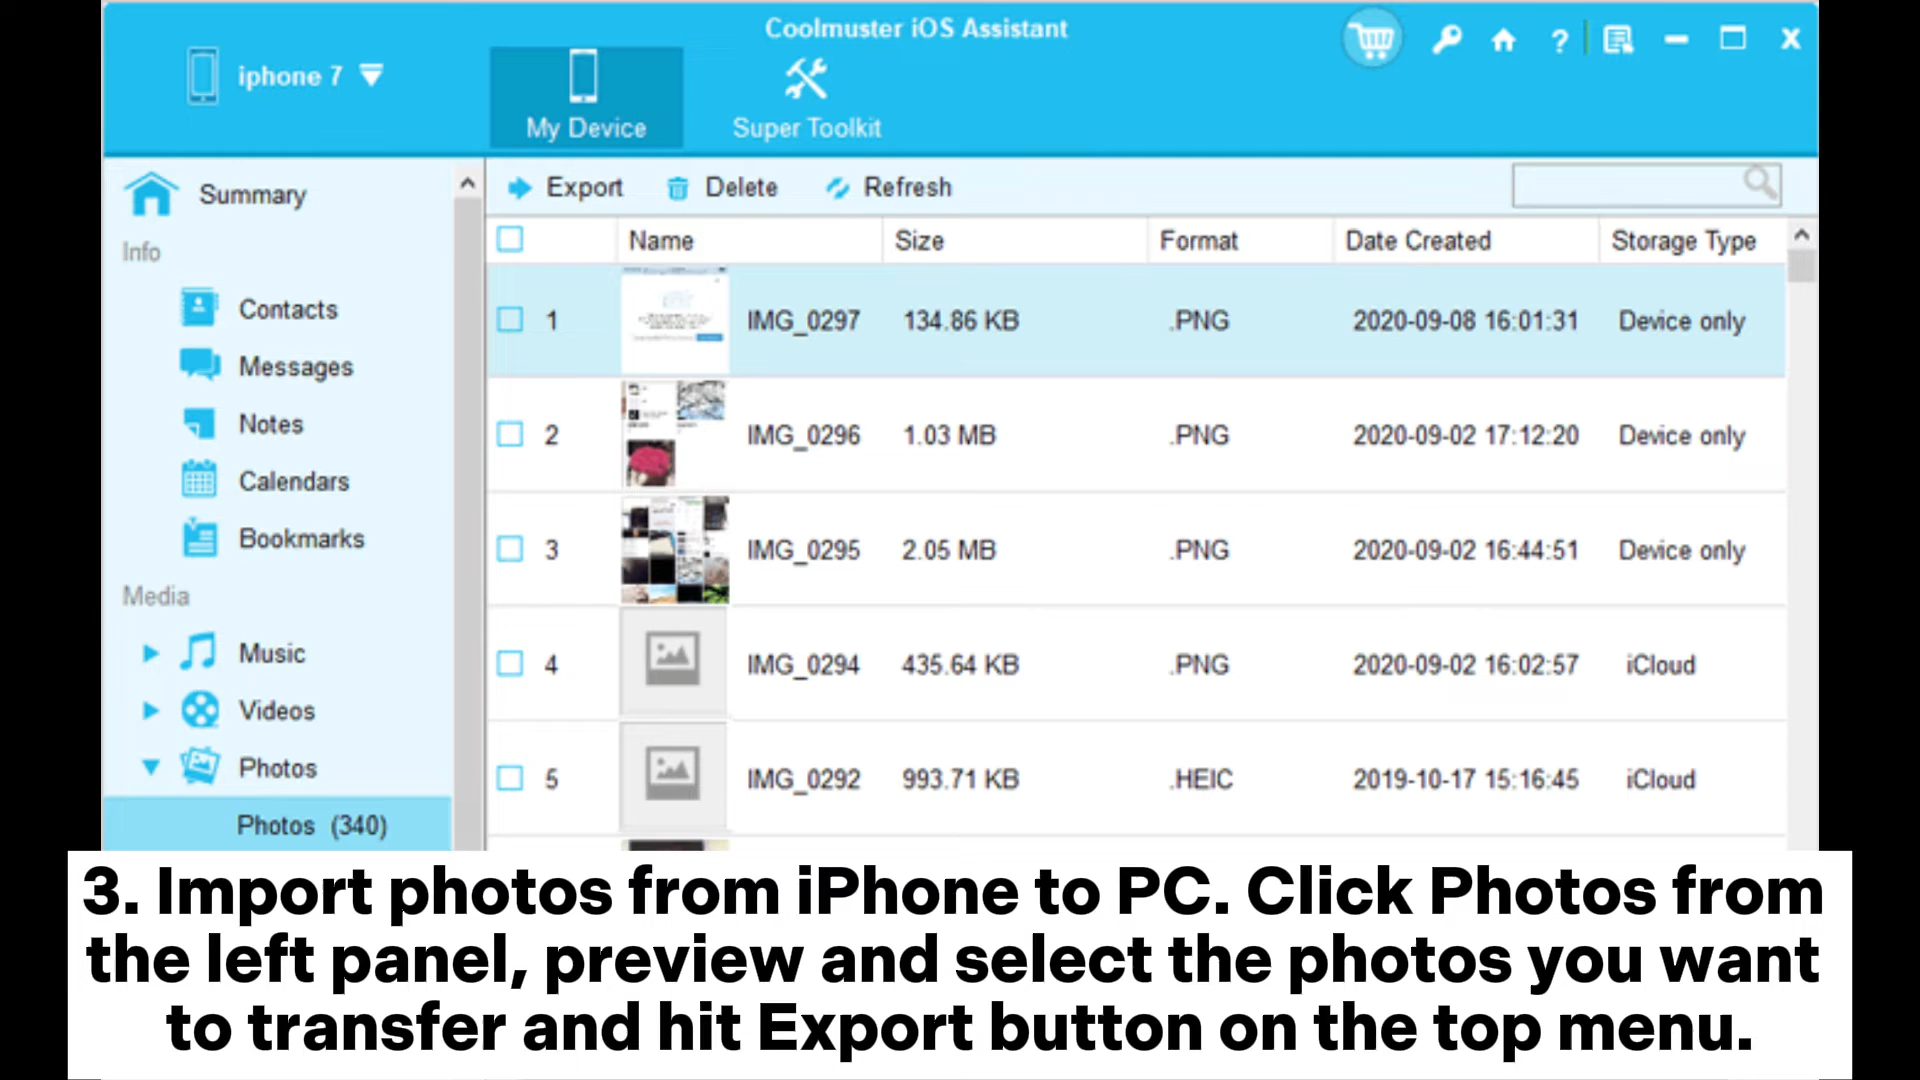 Coolmuster iOS Assistant
iphone 7
My Device
Super Toolkit
?
Summary
Export
Delete
Refresh
Info
Name Size Format Date Created Storage Type
Contacts
Messages
Notes
Calendars
Bookmarks
Media
Music
Videos
Photos
Photos (340)
1 IMG_0297 134.86 KB .PNG 2020-09-08 16:01:31 Device only
2 IMG_0296 1.03 MB .PNG 2020-09-02 17:12:20 Device only
3 IMG_0295 2.05 MB .PNG 2020-09-02 16:44:51 Device only
4 IMG_0294 435.64 KB .PNG 2020-09-02 16:02:57 iCloud
5 IMG_0292 993.71 KB .HEIC 2019-10-17 15:16:45 iCloud
3. Import photos from iPhone to PC. Click Photos from
the left panel, preview and select the photos you want
to transfer and hit Export button on the top menu.